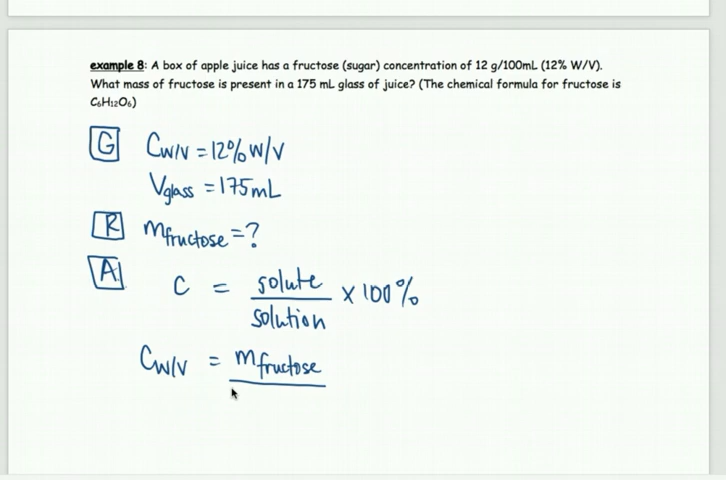 example 8: A box of apple juice has a fructose (sugar) concentration of 12 g/100mL (12% W/V).
What mass of fructose is present in a 175 mL glass of juice? (The chemical formula for fructose is
C₆H₁₂O₆)
G C W/V = 12% W/V
Vglass = 175mL
R mfructose = ?
A C = solute / solution × 100%
C W/V = mfructose